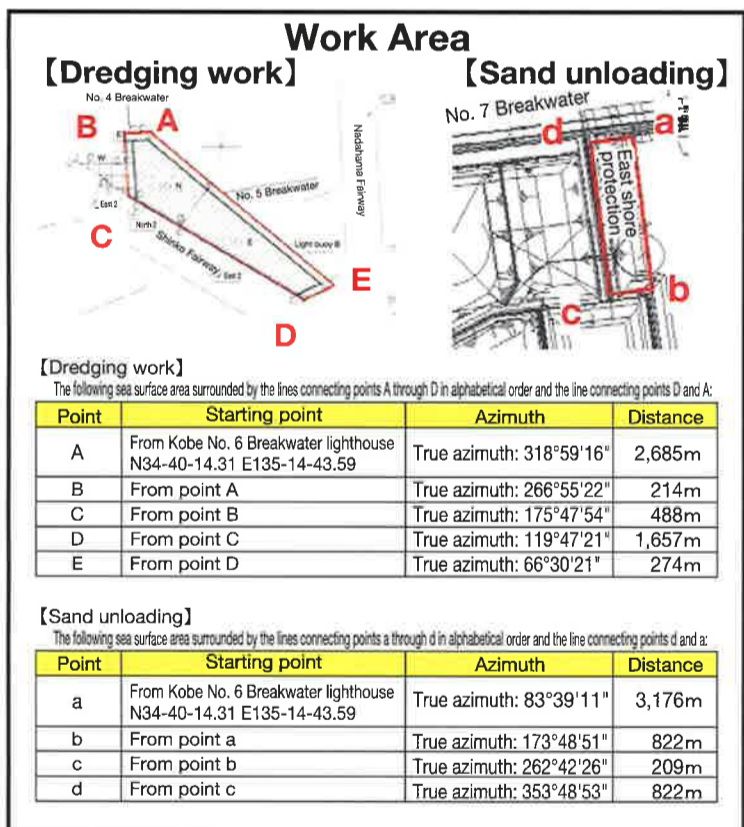 Work Area
【Dredging work】
【Sand unloading】
No. 4 Breakwater
B
A
W
N
East 2
No. 5 Breakwater
Nadahama Fairway
C
North 2
Shinko Fairway
Light buoy B
E
D
No. 7 Breakwater
d
a
East shore
protection
b
c
【Dredging work】
The following sea surface area surrounded by the lines connecting points A through D in alphabetical order and the line connecting points D and A:
Point Starting point Azimuth Distance
A From Kobe No. 6 Breakwater lighthouse N34-40-14.31 E135-14-43.59 True azimuth: 318°59'16" 2,685m
B From point A True azimuth: 266°55'22" 214m
C From point B True azimuth: 175°47'54" 488m
D From point C True azimuth: 119°47'21" 1,657m
E From point D True azimuth: 66°30'21" 274m
【Sand unloading】
The following sea surface area surrounded by the lines connecting points a through d in alphabetical order and the line connecting points d and a:
Point Starting point Azimuth Distance
a From Kobe No. 6 Breakwater lighthouse N34-40-14.31 E135-14-43.59 True azimuth: 83°39'11" 3,176m
b From point a True azimuth: 173°48'51" 822m
c From point b True azimuth: 262°42'26" 209m
d From point c True azimuth: 353°48'53" 822m